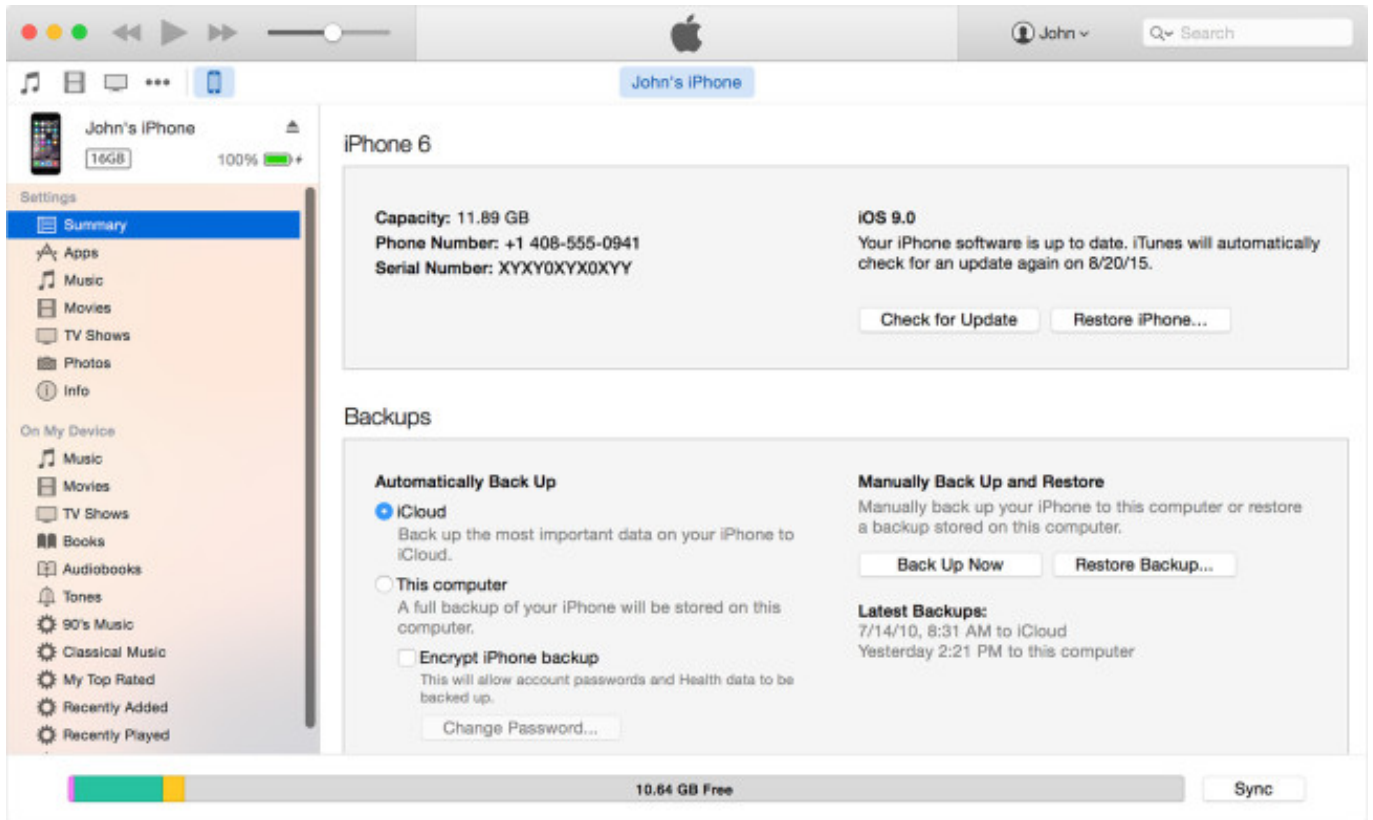 John
Search
John's iPhone
John's iPhone
16GB
100%
Settings
Summary
Apps
Music
Movies
TV Shows
Photos
Info
On My Device
Music
Movies
TV Shows
Books
Audiobooks
Tones
90's Music
Classical Music
My Top Rated
Recently Added
Recently Played
iPhone 6
Capacity: 11.89 GB
Phone Number: +1 408-555-0941
Serial Number: XYXY0XYX0XYY
iOS 9.0
Your iPhone software is up to date. iTunes will automatically
check for an update again on 8/20/15.
Check for Update
Restore iPhone...
Backups
Automatically Back Up
iCloud
Back up the most important data on your iPhone to
iCloud.
This computer
A full backup of your iPhone will be stored on this
computer.
Encrypt iPhone backup
This will allow account passwords and Health data to be
backed up.
Change Password...
Manually Back Up and Restore
Manually back up your iPhone to this computer or restore
a backup stored on this computer.
Back Up Now
Restore Backup...
Latest Backups:
7/14/10, 8:31 AM to iCloud
Yesterday 2:21 PM to this computer
10.64 GB Free
Sync